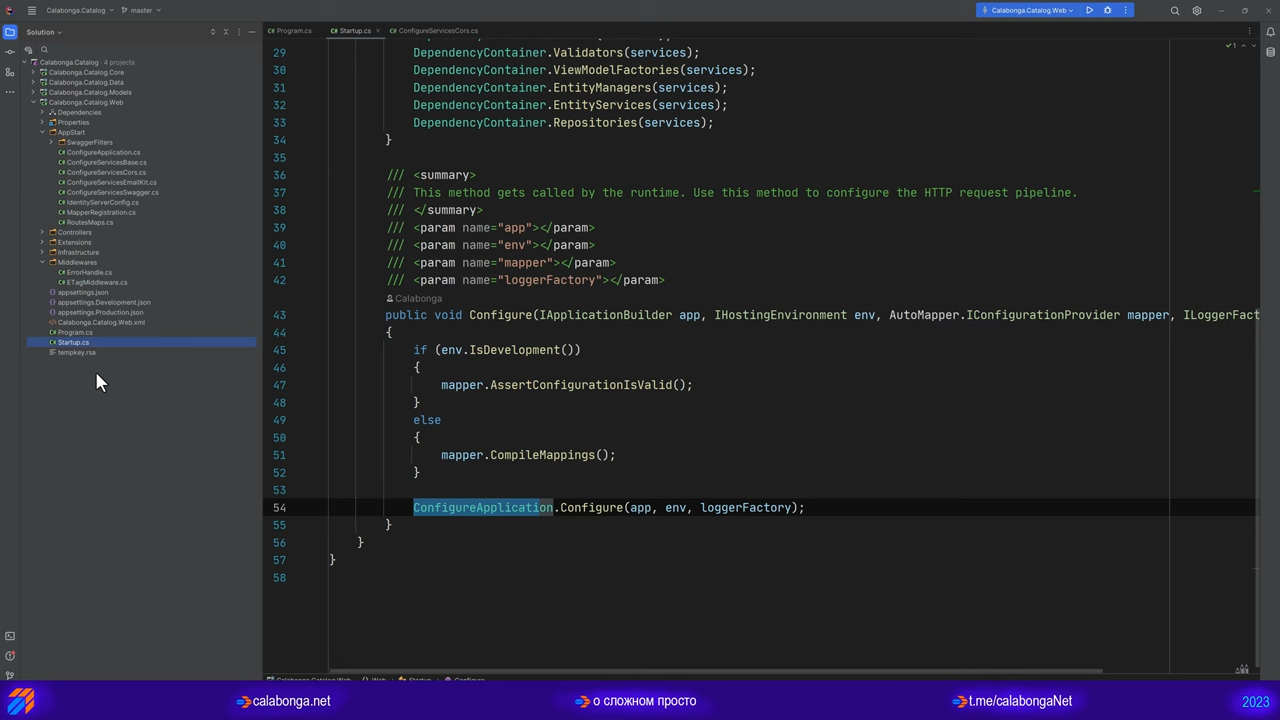 Calabonga.Catalog
master
Calabonga.Catalog.Web
Solution
Calabonga.Catalog 4 projects
Calabonga.Catalog.Core
Calabonga.Catalog.Data
Calabonga.Catalog.Models
Calabonga.Catalog.Web
Dependencies
Properties
AppStart
SwaggerFilters
ConfigureApplication.cs
ConfigureServicesBase.cs
ConfigureServicesCors.cs
ConfigureServicesEmailKit.cs
ConfigureServicesSwagger.cs
IdentityServerConfig.cs
MapperRegistration.cs
RoutesMaps.cs
Controllers
Extensions
Infrastructure
Middlewares
ErrorHandle.cs
ETagMiddleware.cs
appsettings.json
appsettings.Development.json
appsettings.Production.json
Calabonga.Catalog.Web.xml
Program.cs
Startup.cs
tempkey.rsa
Program.cs
Startup.cs
ConfigureServicesCors.cs
1
29 DependencyContainer.Validators(services);
30 DependencyContainer.ViewModelFactories(services);
31 DependencyContainer.EntityManagers(services);
32 DependencyContainer.EntityServices(services);
33 DependencyContainer.Repositories(services);
34 }
35
36 /// <summary>
37 /// This method gets called by the runtime. Use this method to configure the HTTP request pipeline.
38 /// </summary>
39 /// <param name="app"></param>
40 /// <param name="env"></param>
41 /// <param name="mapper"></param>
42 /// <param name="loggerFactory"></param>
Calabonga
43 public void Configure(IApplicationBuilder app, IHostingEnvironment env, AutoMapper.IConfigurationProvider mapper, ILoggerFact
44 {
45 if (env.IsDevelopment())
46 {
47 mapper.AssertConfigurationIsValid();
48 }
49 else
50 {
51 mapper.CompileMappings();
52 }
53
54 ConfigureApplication.Configure(app, env, loggerFactory);
55 }
56 }
57 }
58
calabonga.net
о сложном просто
t.me/calabongaNet
2023